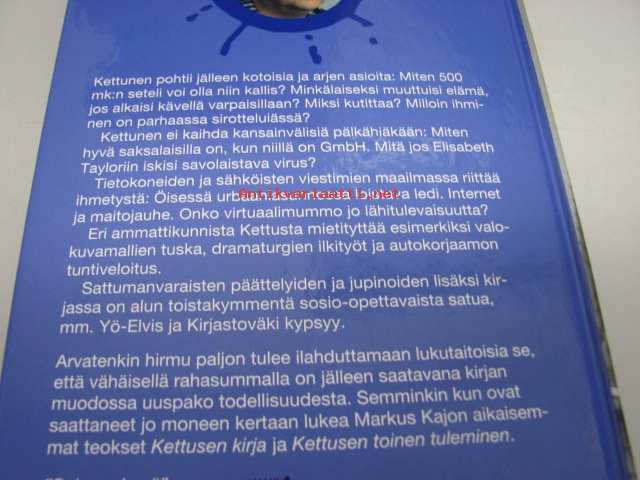 Kettunen pohtii jälleen kotoisia ja arjen asioita: Miten 500
mk:n seteli voi olla niin kallis? Minkälaiseksi muuttuisi elämä,
jos alkaisi kävellä varpaisillaan? Miksi kutittaa? Milloin ihmi-
nen on parhaassa sirotteluiässä?
Kettunen ei kaihda kansainvälisiä pälkähiäkään: Miten
hyvä saksalaisilla on, kun niillä on GmbH. Mitä jos Elisabeth
Tayloriin iskisi savolaistava virus?
Tietokoneiden ja sähköisten viestimien maailmassa riittää
ihmetystä: Öisessä ledi. Internet
ja maitojauhe. Onko virtuaalimummo jo lähitulevaisuutta?
Eri ammattikunnista Kettusta mietityttää esimerkiksi valo-
kuvamallien tuska, dramaturgien ilkityöt ja autokorjaamon
tuntiveloitus.
Sattumanvaraisten päättelyiden ja jupinoiden lisäksi kir-
jassa on alun toistakymmentä sosio-opettavaista satua,
mm. Yö-Elvis ja Kirjastoväki kypsyy.
Arvatenkin hirmu paljon tulee ilahduttamaan lukutaitoisia se,
että vähäisellä rahasummalla on jälleen saatavana kirjan
muodossa uuspako todellisuudesta. Semminkin kun ovat
saattaneet jo moneen kertaan lukea Markus Kajon aikaisem-
mat teokset Kettusen kirja ja Kettusen toinen tuleminen.